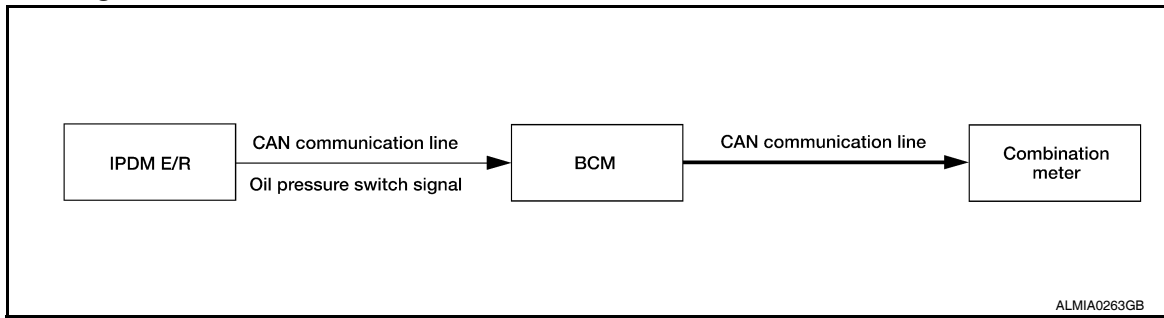 IPDM E/R
CAN communication line
Oil pressure switch signal
BCM
CAN communication line
Combination
meter
ALMIA0263GB